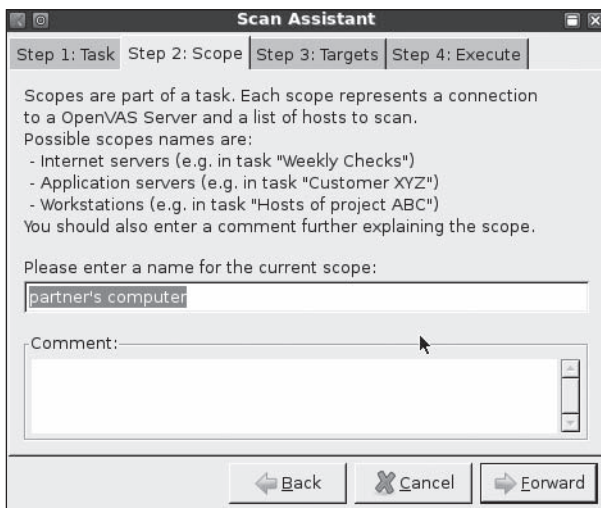 Scan Assistant
Step 1: Task Step 2: Scope Step 3: Targets Step 4: Execute
Scopes are part of a task. Each scope represents a connection
to a OpenVAS Server and a list of hosts to scan.
Possible scopes names are:
- Internet servers (e.g. in task "Weekly Checks")
- Application servers (e.g. in task "Customer XYZ")
- Workstations (e.g. in task "Hosts of project ABC")
You should also enter a comment further explaining the scope.
Please enter a name for the current scope:
partner's computer
Comment:
Back Cancel Forward